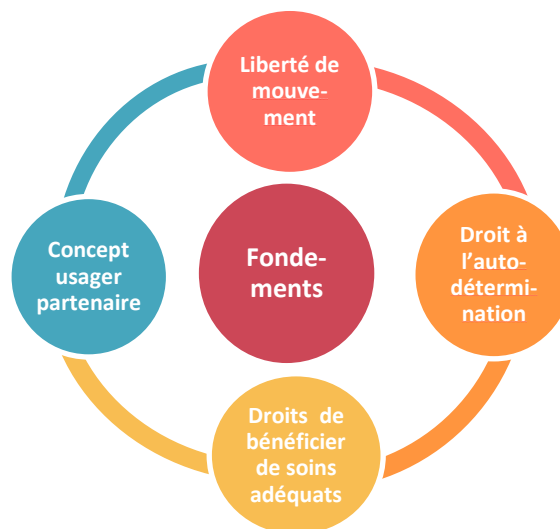 Liberté de
mouve-
ment
Concept
usager
partenaire
Fonde-
ments
Droit à
l’auto-
détermi-
nation
Droits de
bénéficier
de soins
adéquats